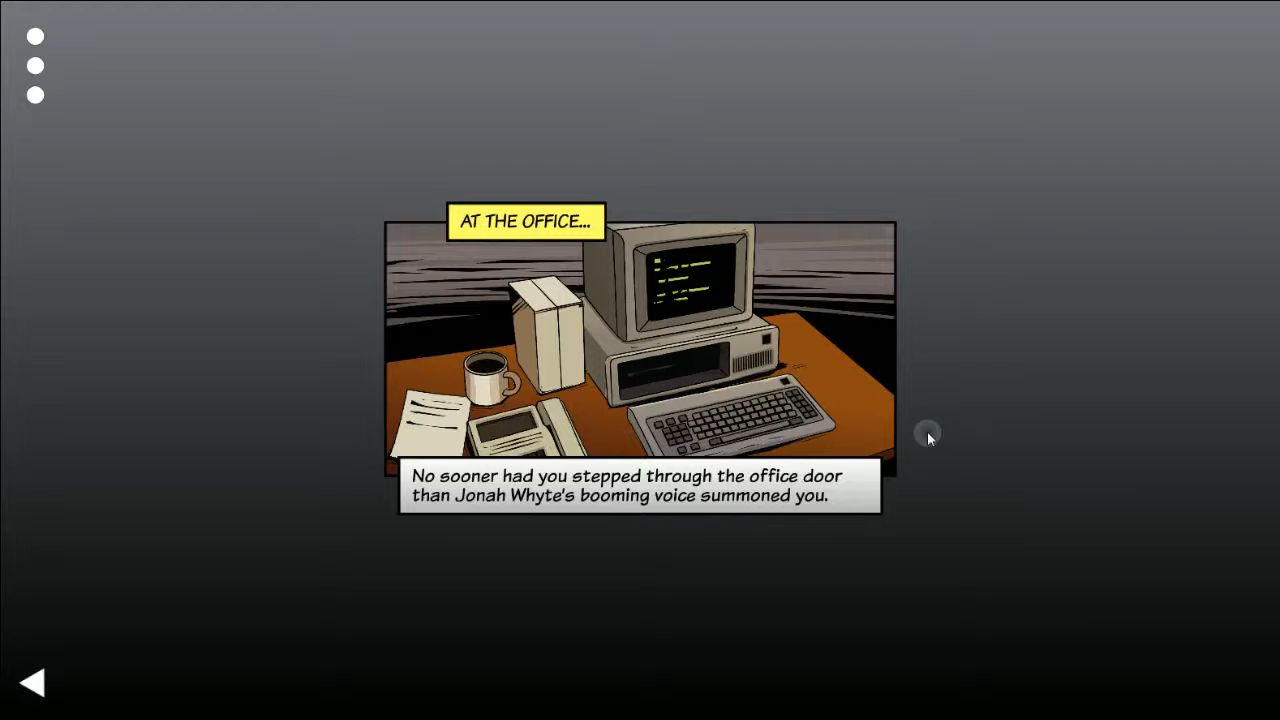 AT THE OFFICE...
No sooner had you stepped through the office door
than Jonah Whyte's booming voice summoned you.